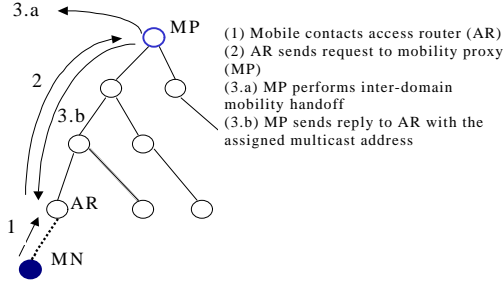 3.a
MP
(1) Mobile contacts access router (AR)
(2) AR sends request to mobility proxy
(MP)
(3.a) MP performs inter-domain
mobility handoff
(3.b) MP sends reply to AR with the
assigned multicast address
2
3.b
AR
1
MN